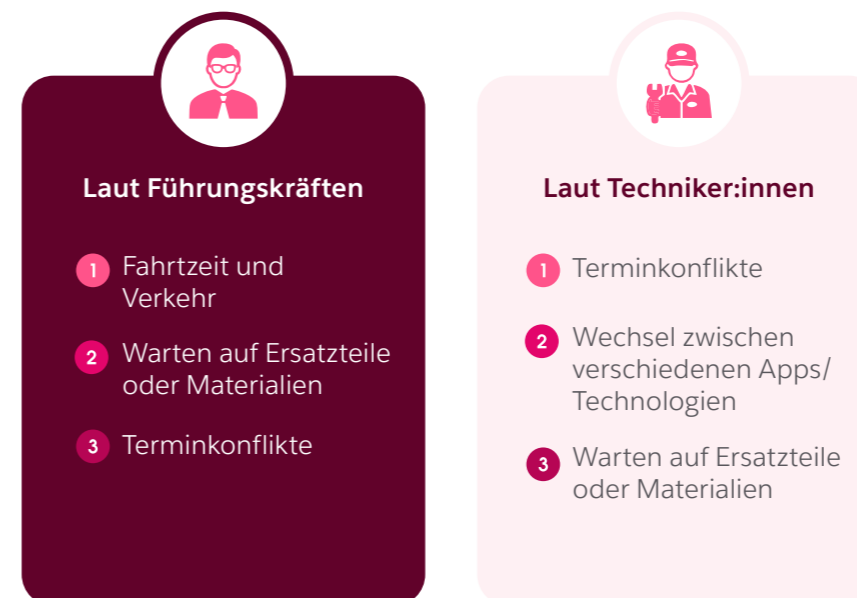 Laut Führungskräften
1 Fahrtzeit und
Verkehr
2 Warten auf Ersatzteile
oder Materialien
3 Terminkonflikte
Laut Techniker:innen
1 Terminkonflikte
2 Wechsel zwischen
verschiedenen Apps/
Technologien
3 Warten auf Ersatzteile
oder Materialien